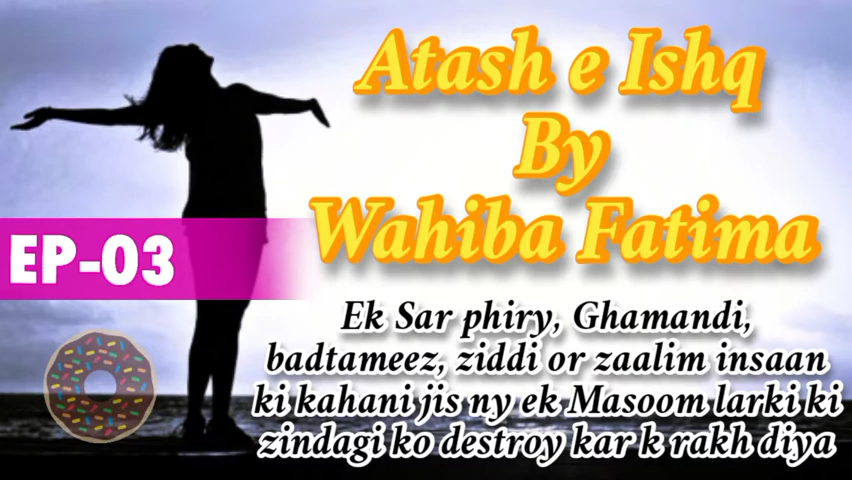 Atash e Ishq
By
Wahiba Fatima
EP-03
Ek Sar phiry, Ghamandi,
badtameez, ziddi or zaalim insaan
ki kahani jis ny ek Masoom larki ki
zindagi ko destroy kar k rakh diya